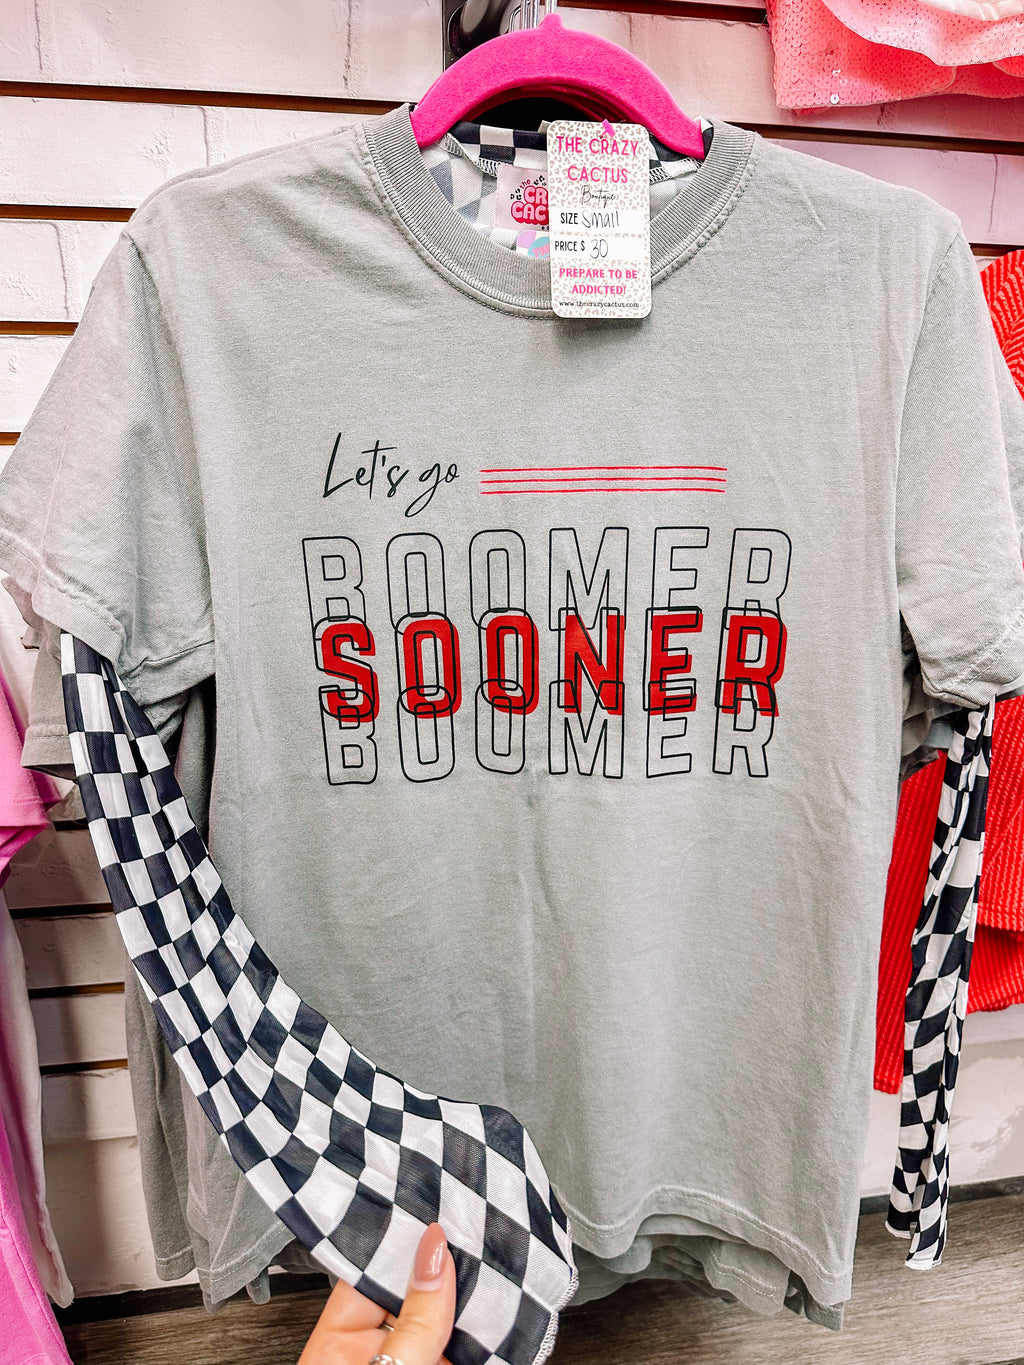 THE CRAZY
CACTUS
Boutique
SIZE Small
PRICE $ 30
PREPARE TO BE
ADDICTED!
www.thecrazycactus.com
the
Let's go
BOOMER
SOONER
BOOMER